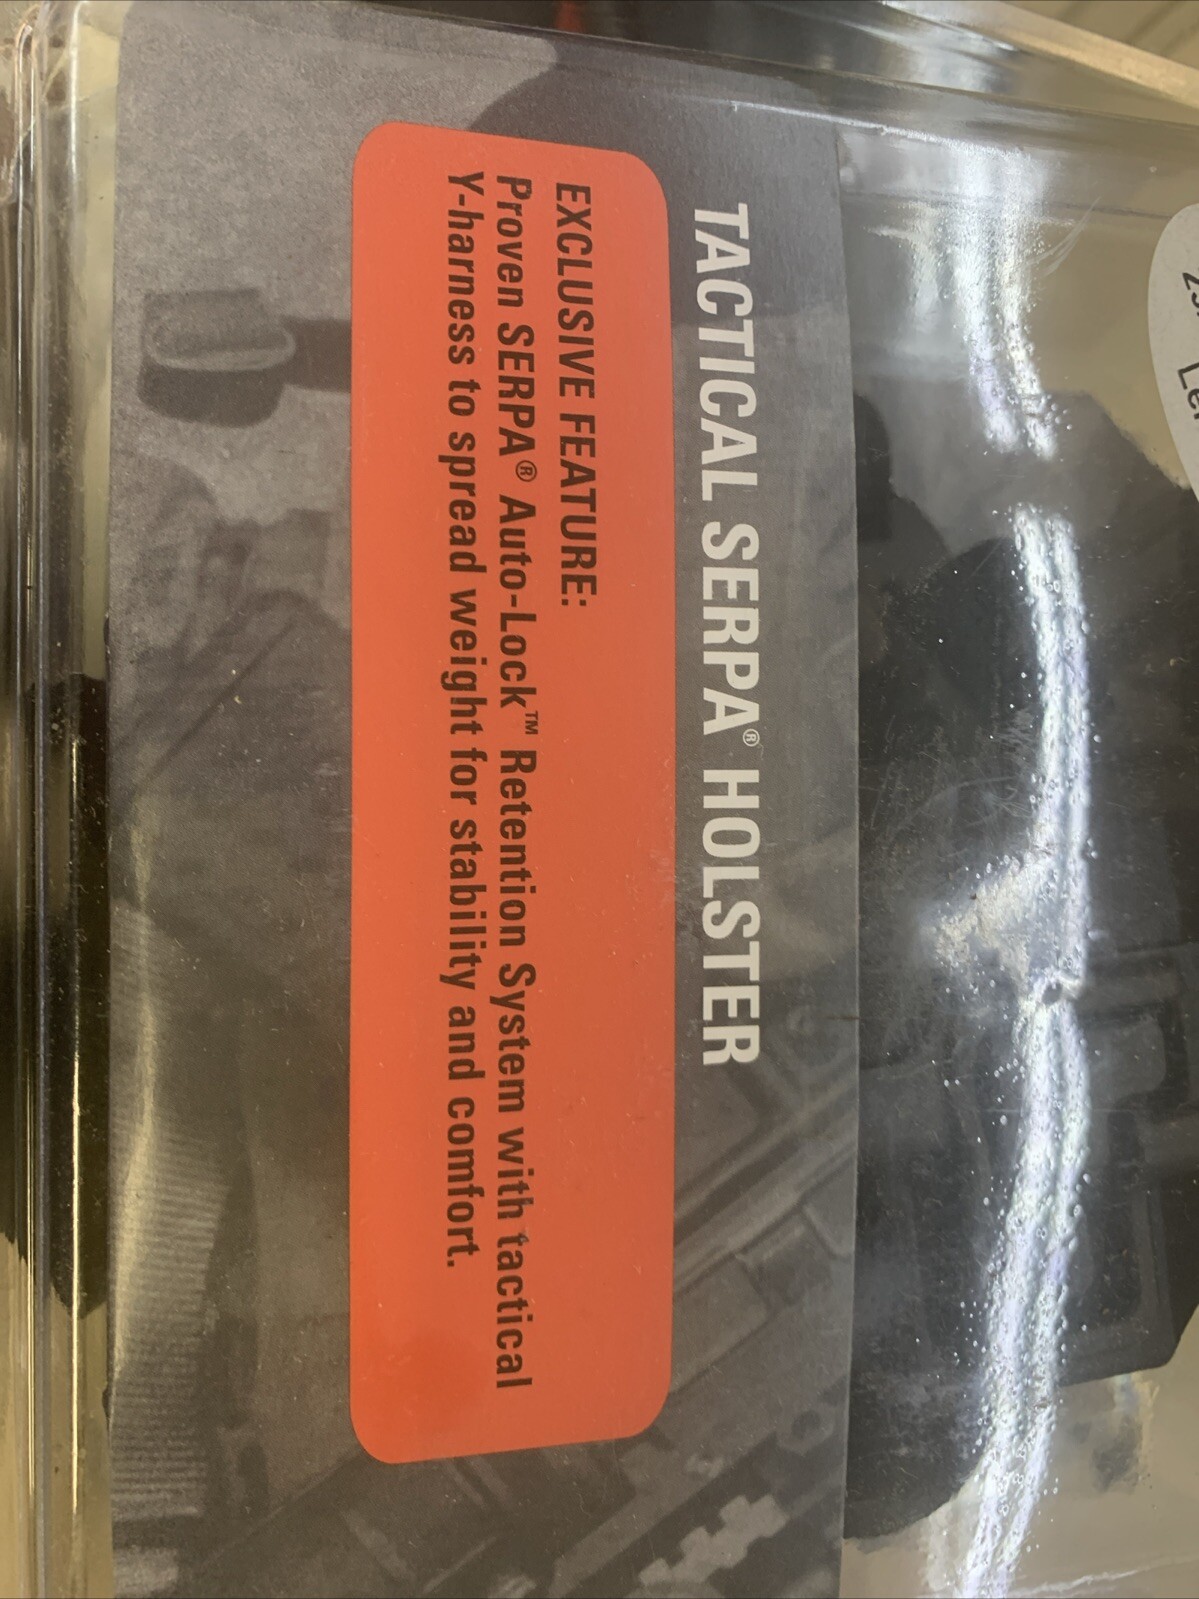 TACTICAL SERPA® HOLSTER
EXCLUSIVE FEATURE:
Proven SERPA® Auto-Lock™ Retention System with tactical
Y-harness to spread weight for stability and comfort.